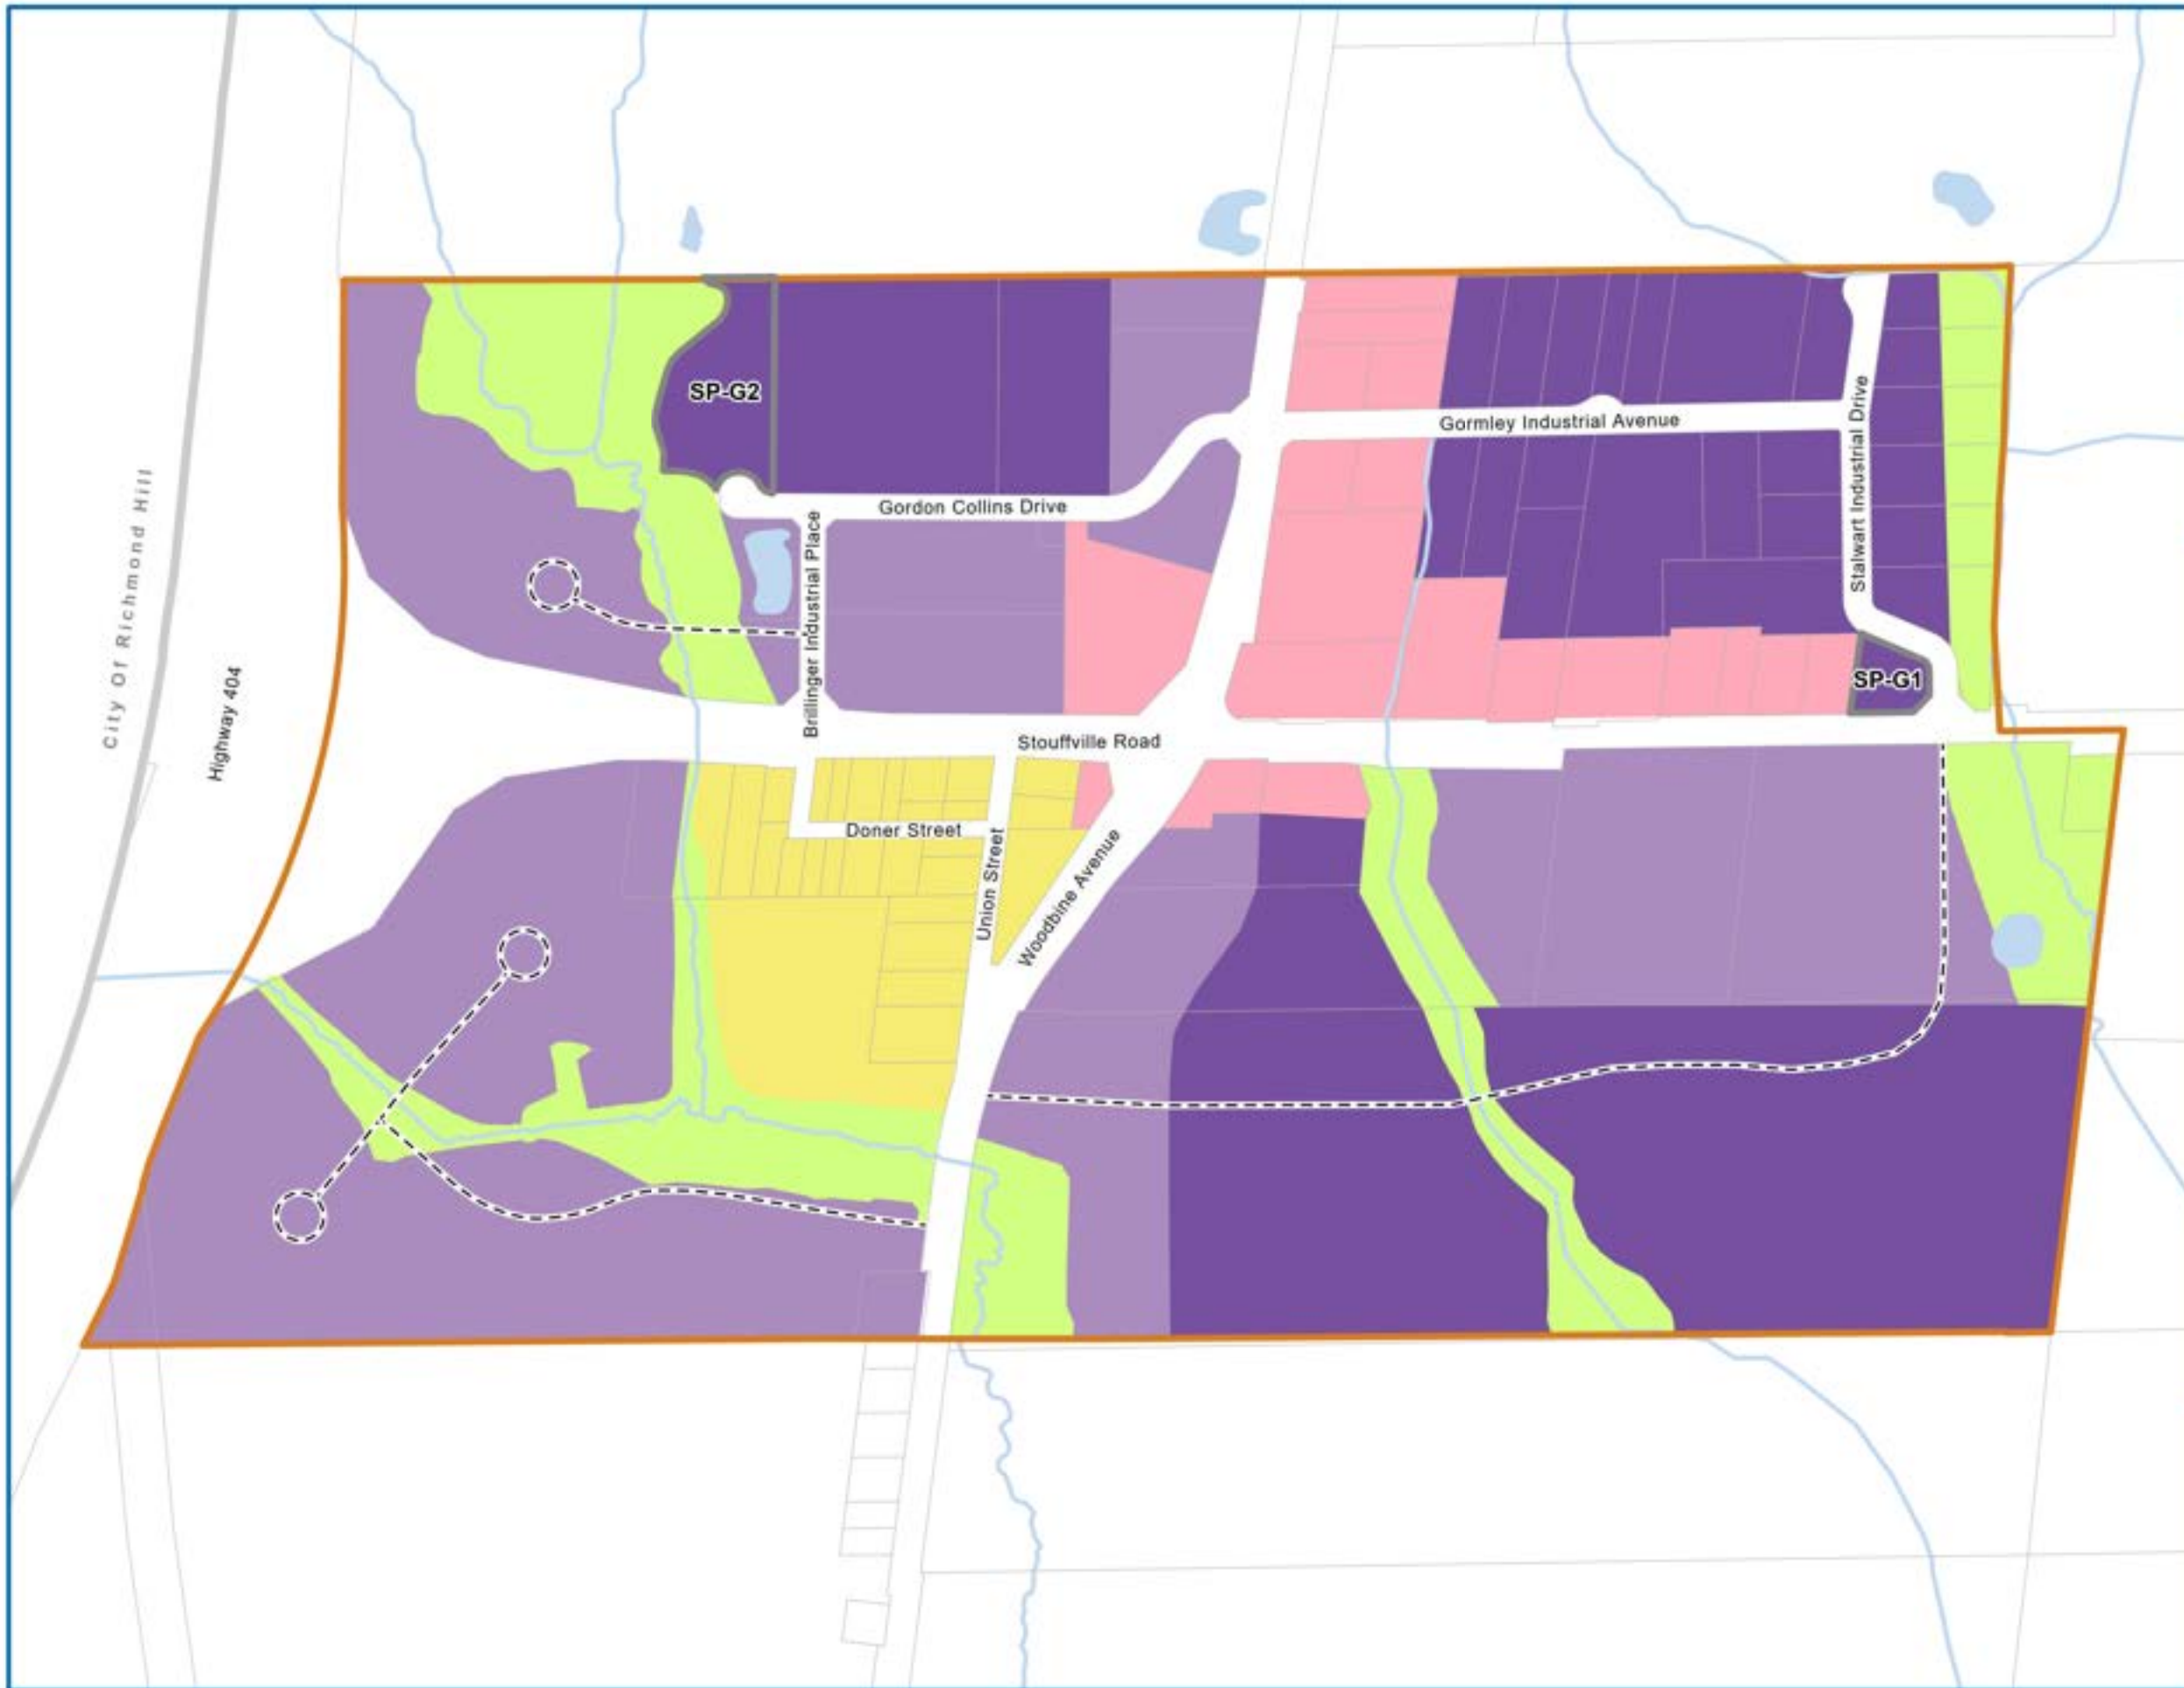 SP-G2
Gormley Industrial Avenue
Stalwart Industrial Drive
Gordon Collins Drive
Brillinger Industrial Place
City Of Richmond Hill
Highway 404
SP-G1
Stouffville Road
Doner Street
Union Street
Woodbine Avenue